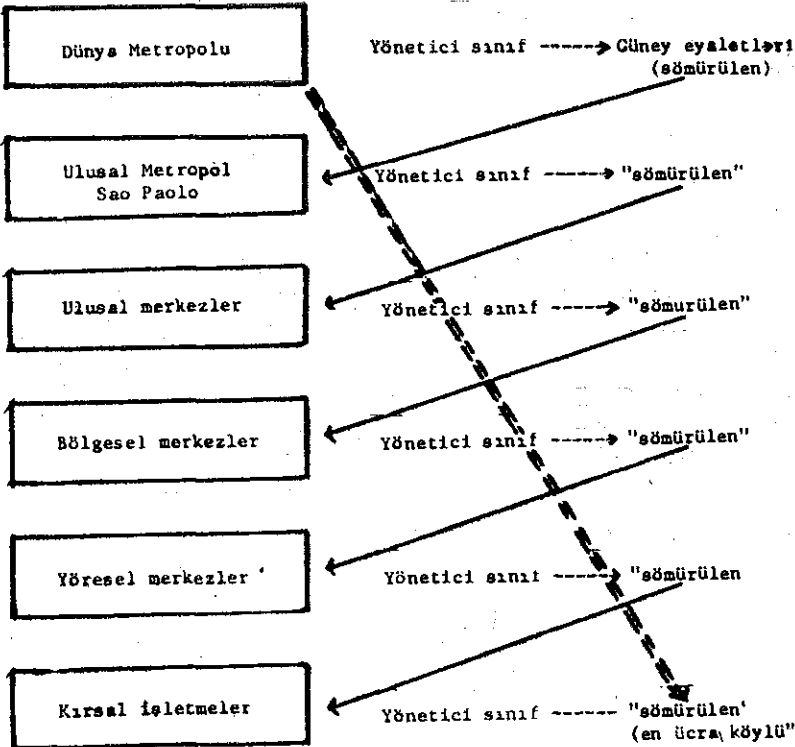 Dünya Metropolu
Yönetici sınıf Güney eyaletleri
(sömürülen)
Ulusal Metropol
Sao Paolo
Yönetici sınıf "sömürülen"
Ulusal merkezler
Yönetici sınıf "sömurülen"
Bölgesel merkezler
Yönetici sınıf "sömürülen"
Yöresel merkezler
Yönetici sınıf "sömürülen
Kırsal işletmeler
Yönetici sınıf "sömürülen'
(en ücra köylü"